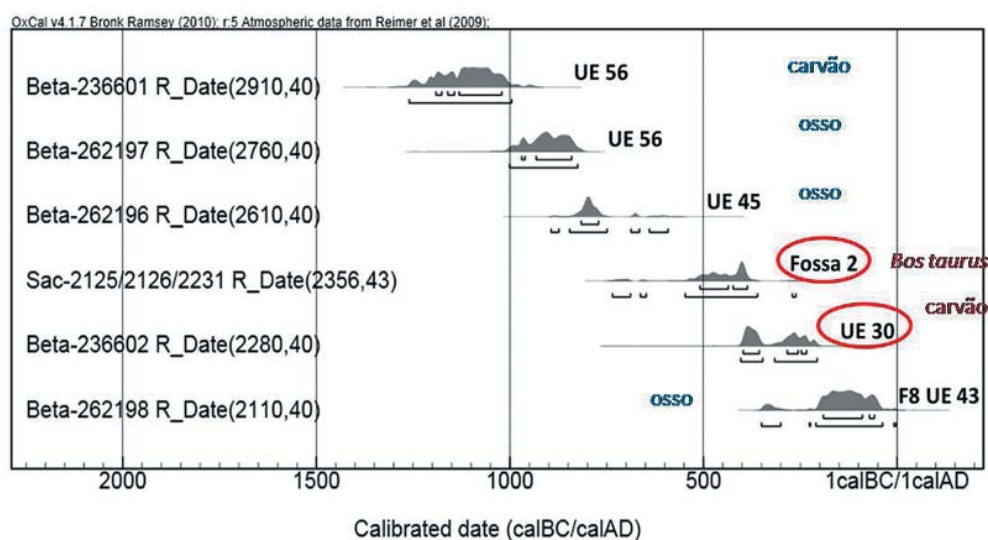 OxCal v4.1.7 Bronk Ramsey (2010); r:5 Atmospheric data from Reimer et al (2009);
Beta-236601 R_Date(2910,40) UE 56 carvão
Beta-262197 R_Date(2760,40) UE 56 osso
Beta-262196 R_Date(2610,40) UE 45 osso
Sac-2125/2126/2231 R_Date(2356,43) Fossa 2 Bos taurus
carvão
Beta-236602 R_Date(2280,40) UE 30
Beta-262198 R_Date(2110,40) osso F8 UE 43
2000 1500 1000 500 1calBC/1calAD
Calibrated date (calBC/calAD)